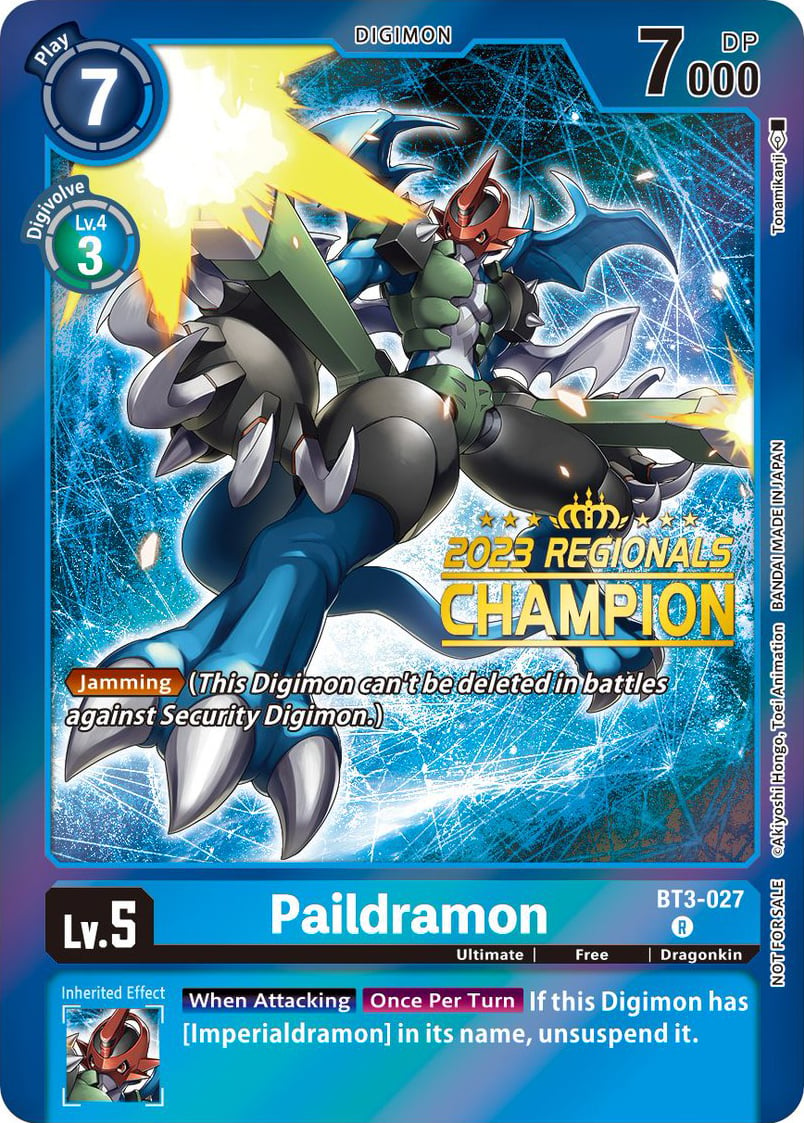 Play
7
DIGIMON
7000
DP
Digivolve
Lv.4
3
Tonamikanji
2023 REGIONALS
CHAMPION
Jamming (This Digimon can't be deleted in battles
against Security Digimon.)
©Akiyoshi Hongo, Toei Animation BANDAI MADE IN JAPAN
NOT FOR SALE
Lv.5
Paildramon
BT3-027
R
Ultimate | Free | Dragonkin
Inherited Effect
When Attacking Once Per Turn If this Digimon has
[Imperialdramon] in its name, unsuspend it.